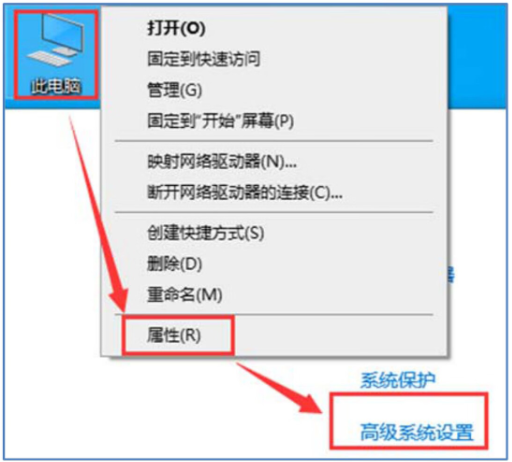 此电脑
打开(O)
固定到快速访问
管理(G)
固定到"开始"屏幕(P)
映射网络驱动器(N)...
断开网络驱动器的连接(C)...
创建快捷方式(S)
删除(D)
重命名(M)
属性(R)
系统保护
高级系统设置